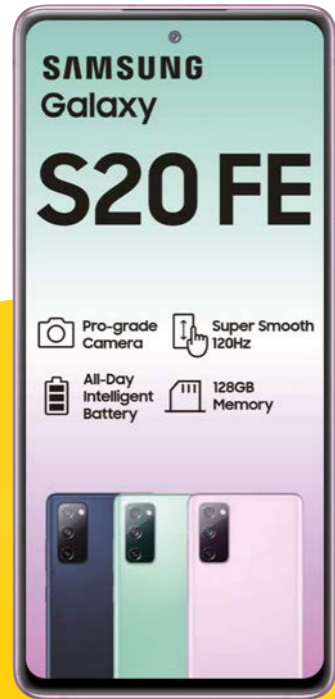 SAMSUNG
Galaxy
S20 FE
Pro-grade
Camera
Super Smooth
120Hz
All-Day
Intelligent
Battery
128GB
Memory